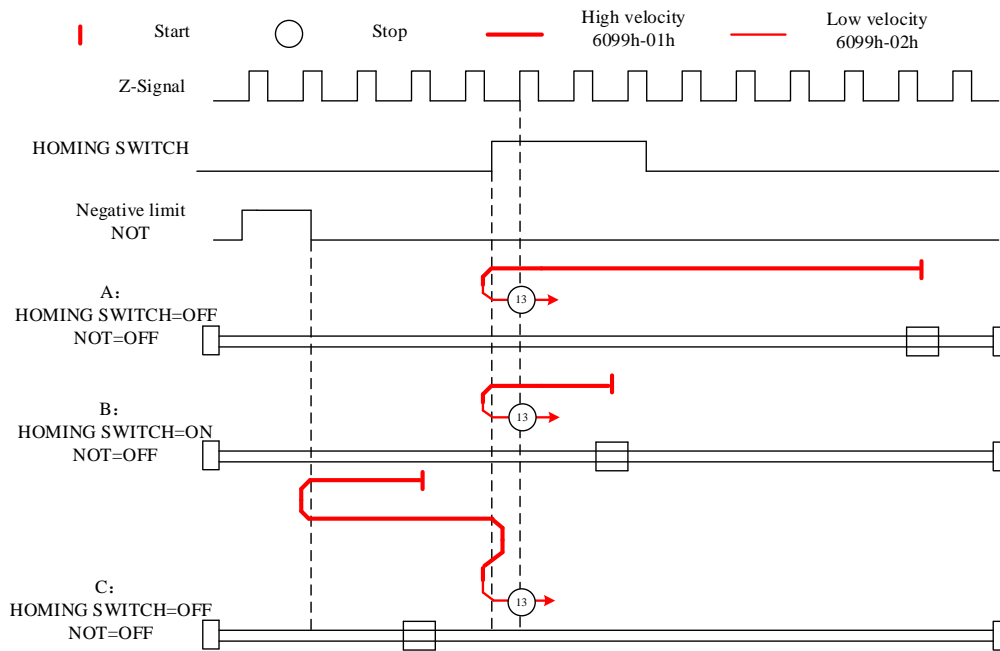 Start
Stop
High velocity
6099h-01h
Low velocity
6099h-02h
Z-Signal
HOMING SWITCH
Negative limit
NOT
A：
HOMING SWITCH=OFF
NOT=OFF
13
B：
HOMING SWITCH=ON
NOT=OFF
13
C：
HOMING SWITCH=OFF
NOT=OFF
13